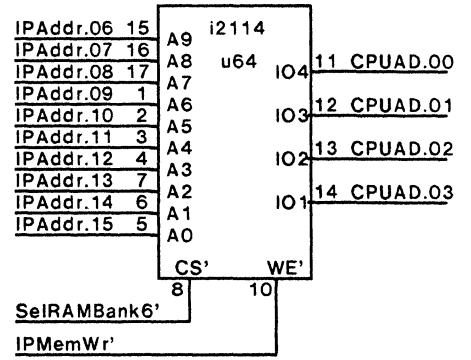 IPAddr.06 15 A9 i2114
IPAddr.07 16 A8 u64
IPAddr.08 17 A7 IO4 11 CPUAD.00
IPAddr.09 1 A6
IPAddr.10 2 A5 IO3 12 CPUAD.01
IPAddr.11 3 A4
IPAddr.12 4 A3 IO2 13 CPUAD.02
IPAddr.13 7 A2
IPAddr.14 6 A1 IO1 14 CPUAD.03
IPAddr.15 5 A0
CS' WE'
8 10
SelRAMBank6'
IPMemWr'